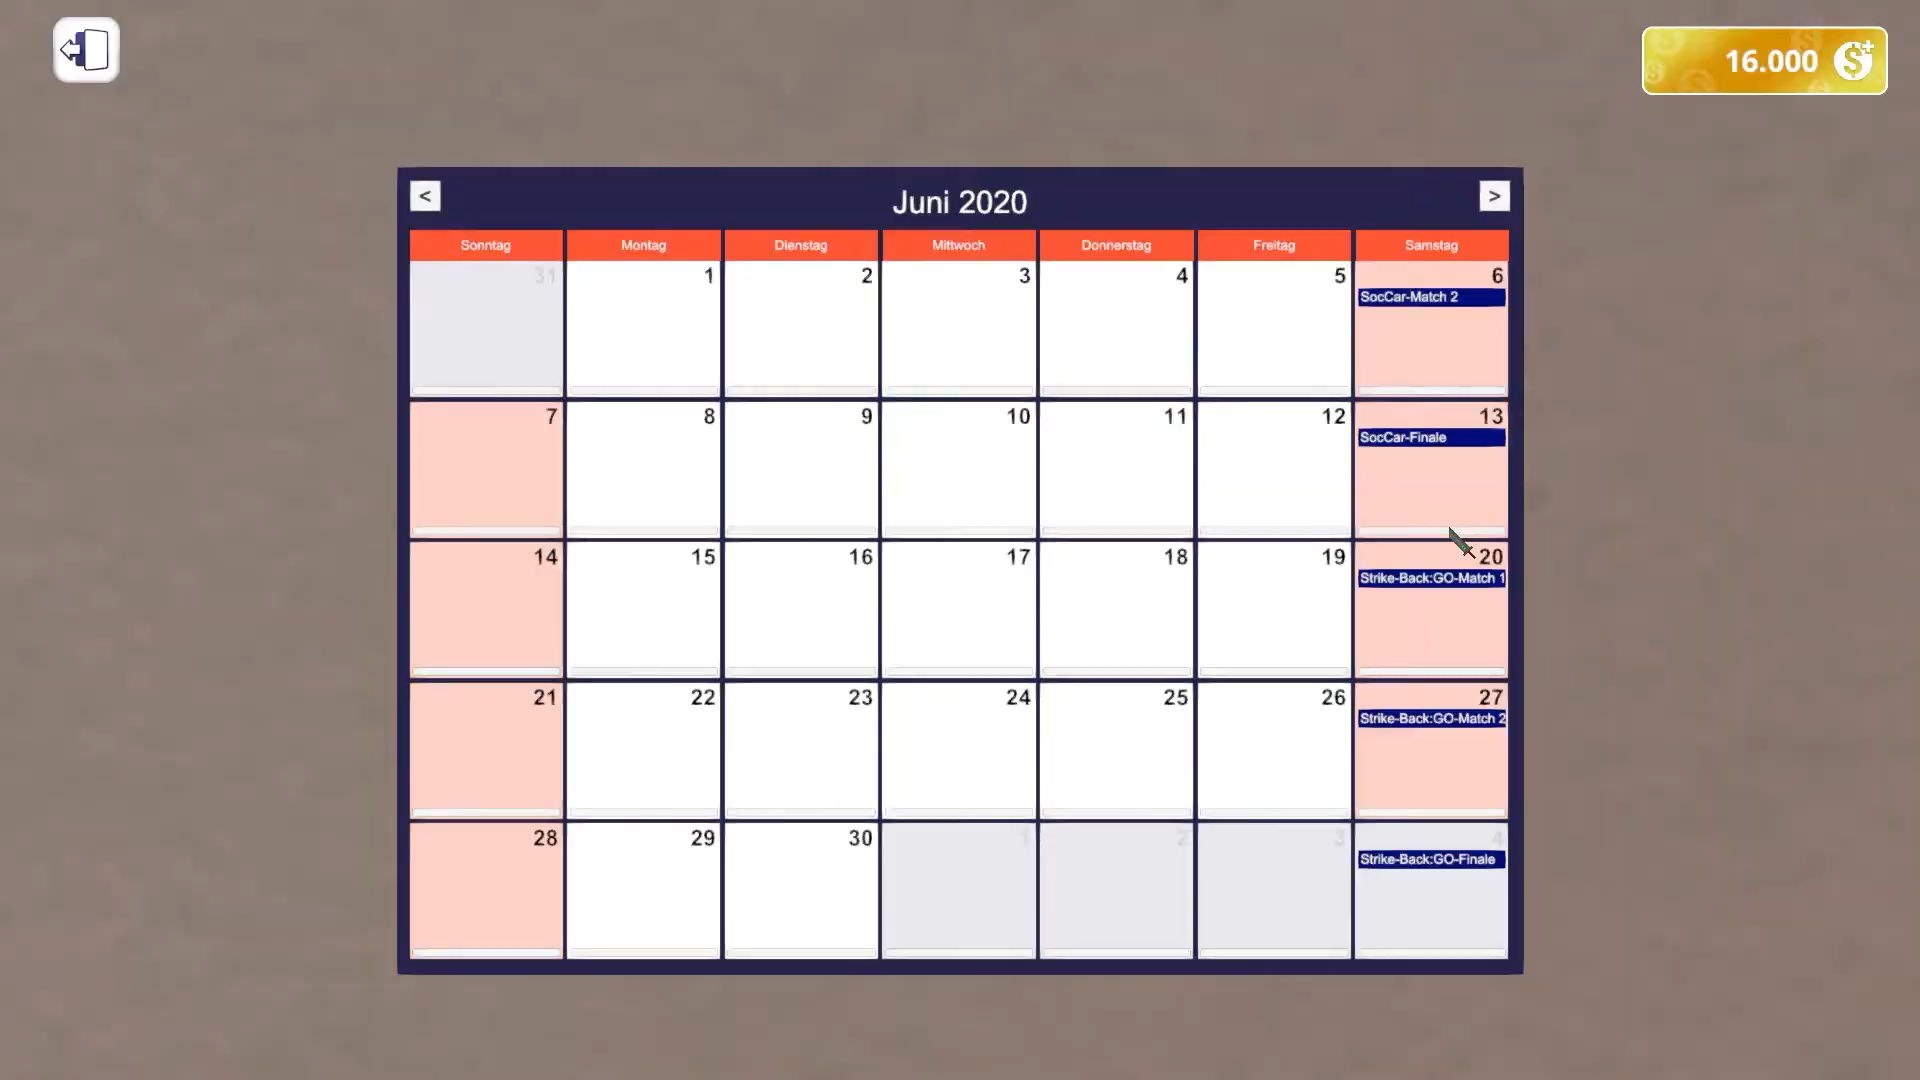 16.000
<
Juni 2020
>
Sonntag Montag Dienstag Mittwoch Donnerstag Freitag Samstag
31 1 2 3 4 5 6
SocCar-Match 2
7 8 9 10 11 12 13
SocCar-Finale
14 15 16 17 18 19 20
Strike-Back:GO-Match 1
21 22 23 24 25 26 27
Strike-Back:GO-Match 2
28 29 30 1 2 3 4
Strike-Back:GO-Finale